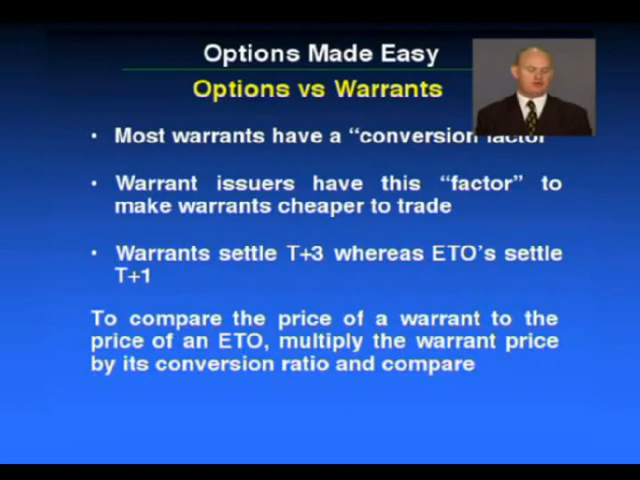 Options Made Easy
Options vs Warrants
• Most warrants have a “conversion factor
• Warrant issuers have this “factor” to
make warrants cheaper to trade
• Warrants settle T+3 whereas ETO’s settle
T+1
To compare the price of a warrant to the
price of an ETO, multiply the warrant price
by its conversion ratio and compare